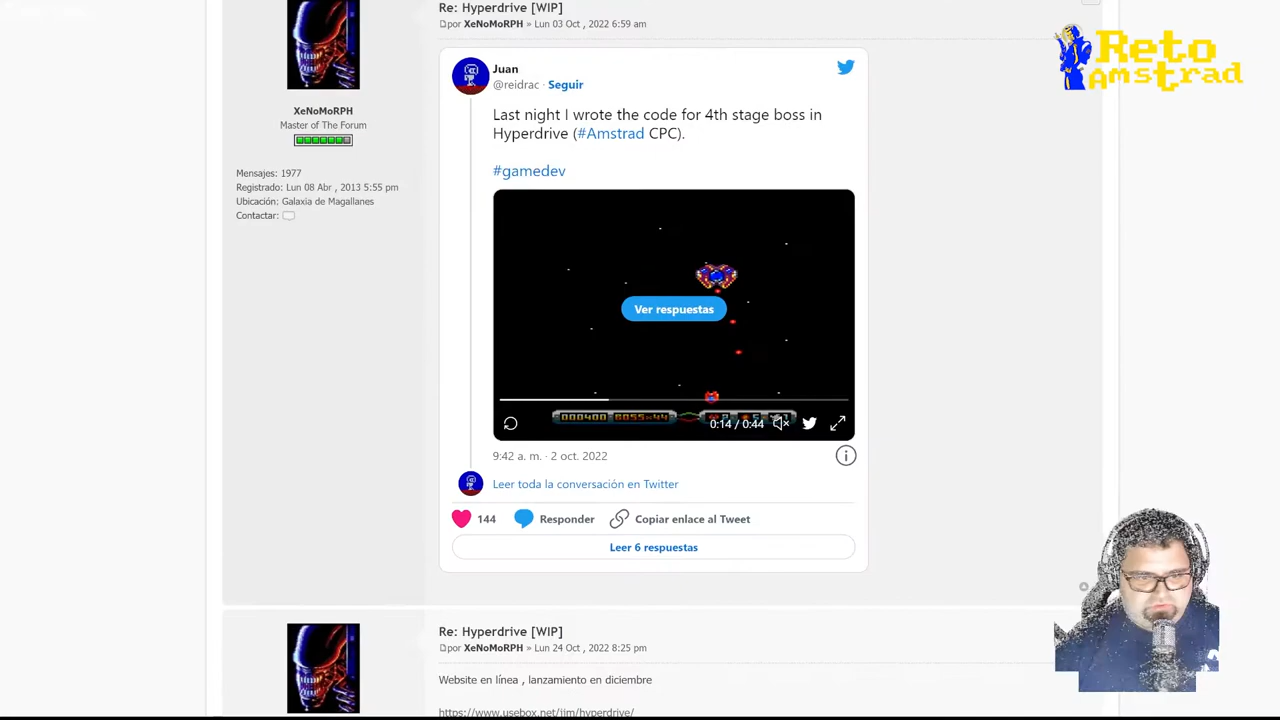 Re: Hyperdrive [WIP]
por XeNoMoRPH » Lun 03 Oct , 2022 6:59 am
Reto
Amstrad
XeNoMoRPH
Master of The Forum
Mensajes: 1977
Registrado: Lun 08 Abr , 2013 5:55 pm
Ubicación: Galaxia de Magallanes
Contactar:
Juan
@reidrac · Seguir
Last night I wrote the code for 4th stage boss in
Hyperdrive (#Amstrad CPC).
#gamedev
Ver respuestas
000400 BOSS×44
0:14 / 0:44
9:42 a. m. · 2 oct. 2022
Leer toda la conversación en Twitter
144 Responder Copiar enlace al Tweet
Leer 6 respuestas
Re: Hyperdrive [WIP]
por XeNoMoRPH » Lun 24 Oct , 2022 8:25 pm
Website en línea , lanzamiento en diciembre
https://www.usebox.net/jjm/hyperdrive/